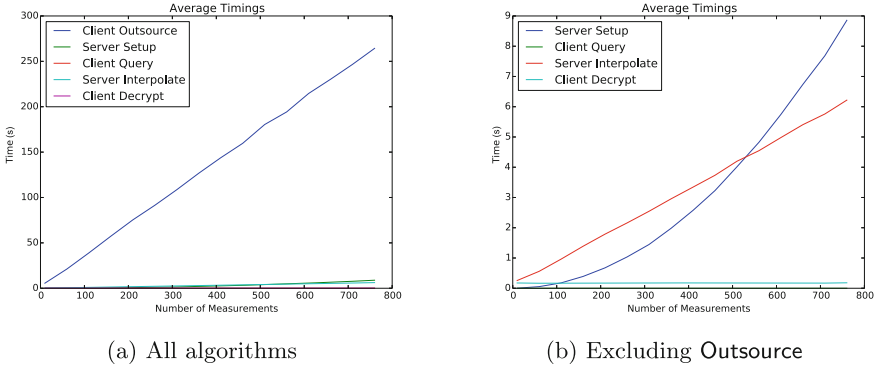 Average Timings
300
250
200
150
100
50
0
Time (s)
Client Outsource
Server Setup
Client Query
Server Interpolate
Client Decrypt
0 100 200 300 400 500 600 700 800
Number of Measurements
(a) All algorithms
Average Timings
9
8
7
6
5
4
3
2
1
0
Time (s)
Server Setup
Client Query
Server Interpolate
Client Decrypt
0 100 200 300 400 500 600 700 800
Number of Measurements
(b) Excluding Outsource